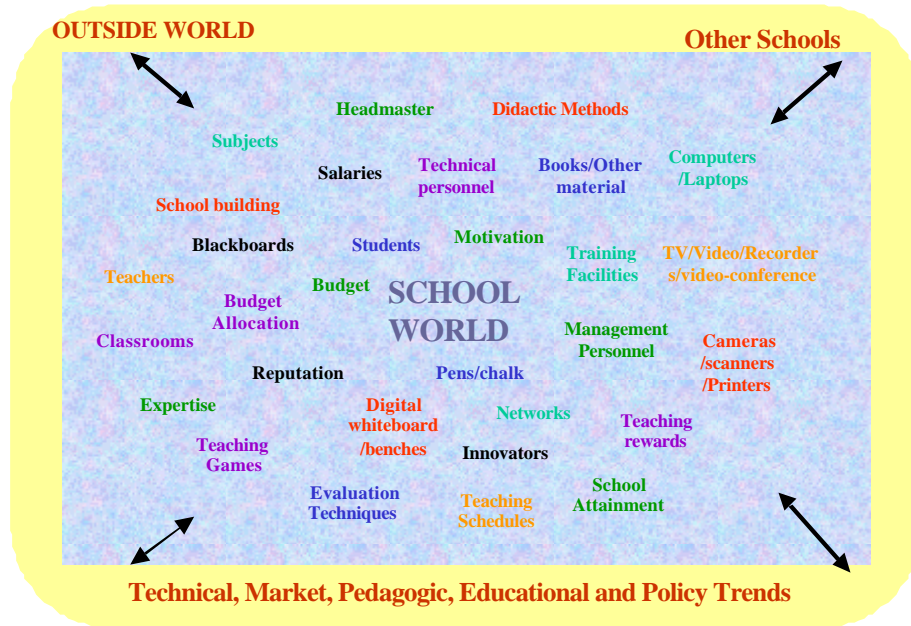 OUTSIDE WORLD
Other Schools
Headmaster
Didactic Methods
Subjects
Salaries
Technical
personnel
Books/Other
material
Computers
/Laptops
School building
Blackboards
Students
Motivation
Training
Facilities
TV/Video/Recorder
s/video-conference
Teachers
Budget
Budget
Allocation
SCHOOL
WORLD
Classrooms
Management
Personnel
Cameras
/scanners
/Printers
Reputation
Pens/chalk
Expertise
Digital
whiteboard
/benches
Networks
Teaching
rewards
Teaching
Games
Innovators
Evaluation
Techniques
Teaching
Schedules
School
Attainment
Technical, Market, Pedagogic, Educational and Policy Trends